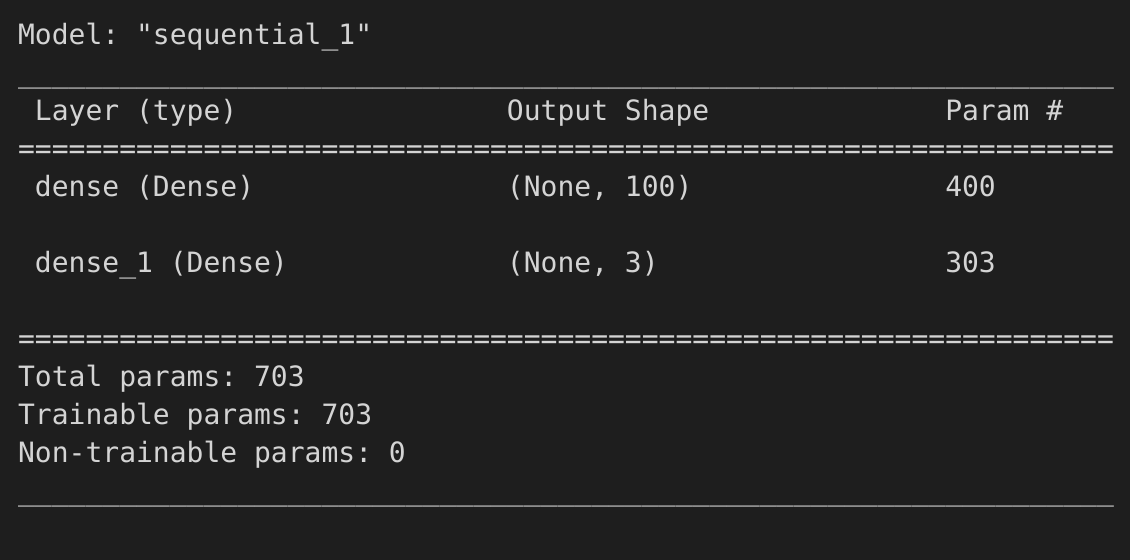 Model: "sequential_1"
_________________________________________________________________
 Layer (type)                Output Shape              Param #
=================================================================
 dense (Dense)               (None, 100)               400

 dense_1 (Dense)             (None, 3)                 303

=================================================================
Total params: 703
Trainable params: 703
Non-trainable params: 0
_________________________________________________________________